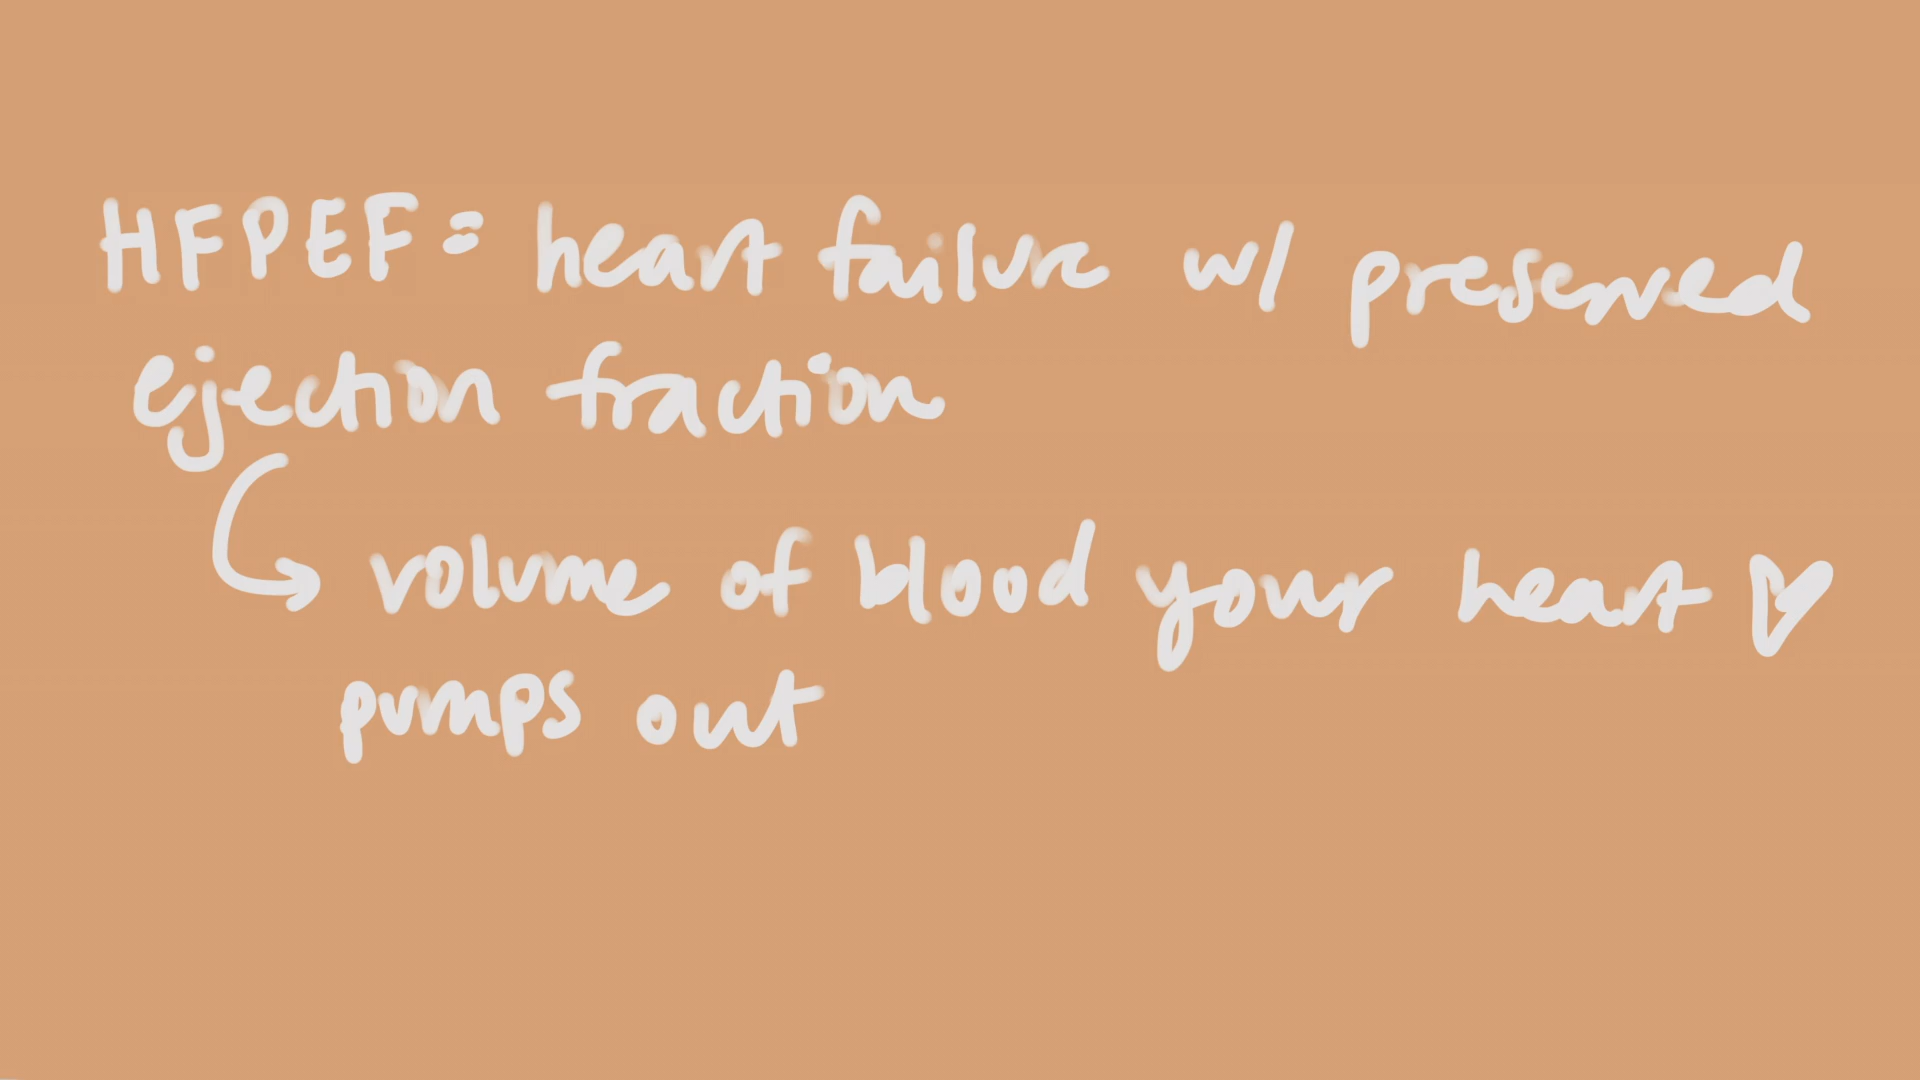 HFPEF = heart failure w/ preserved
ejection fraction
↳ volume of blood your heart ♡
pumps out